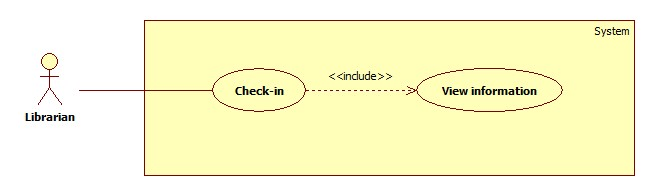 System
<<include>>
Check-in
View information
Librarian